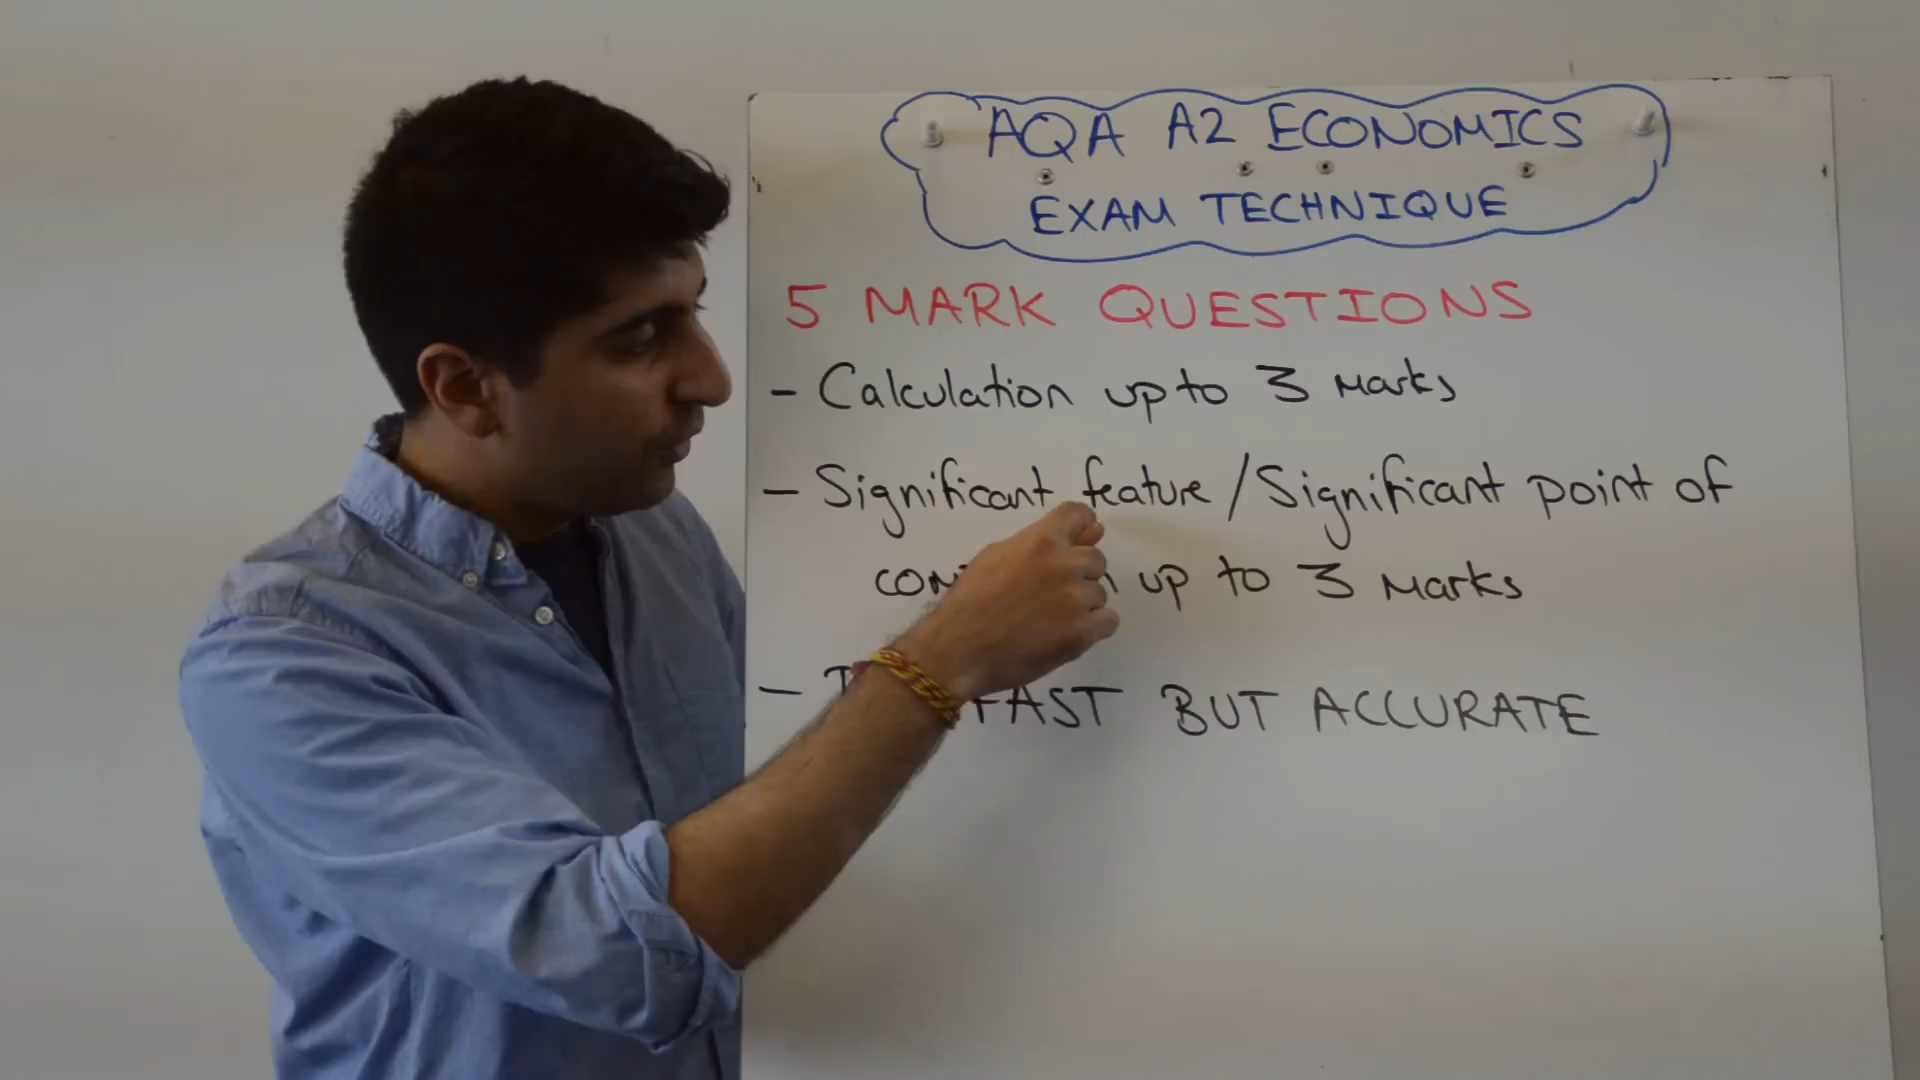 AQA A2 ECONOMICS
EXAM TECHNIQUE
5 MARK QUESTIONS
- Calculation up to 3 Marks
- Significant feature / Significant point of
up to 3 Marks
- FAST BUT ACCURATE